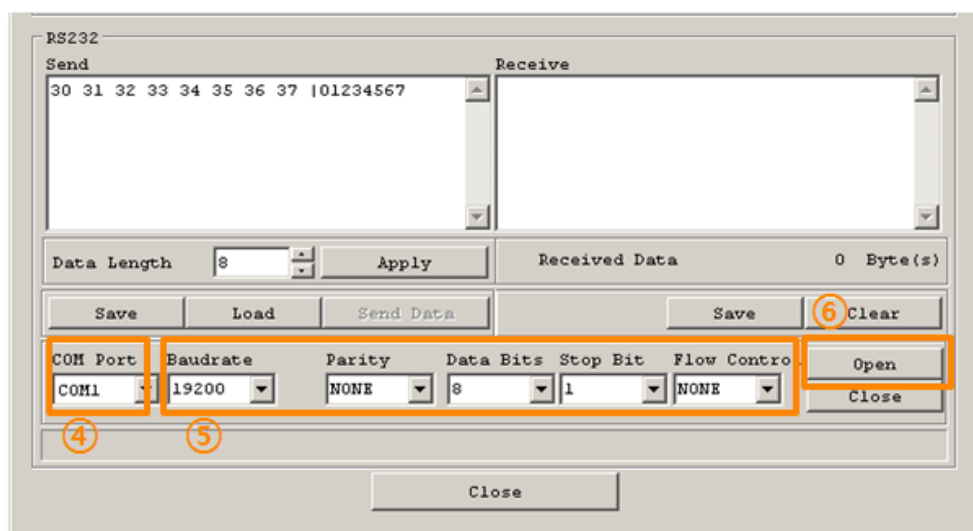 RS232
Send
Receive
30 31 32 33 34 35 36 37 |01234567
Data Length 8 Apply Received Data 0 Byte(s)
Save Load Send Data Save ⑥ Clear
COM Port Baudrate Parity Data Bits Stop Bit Flow Contro Open
COM1 19200 NONE 8 1 NONE Close
④ ⑤
Close